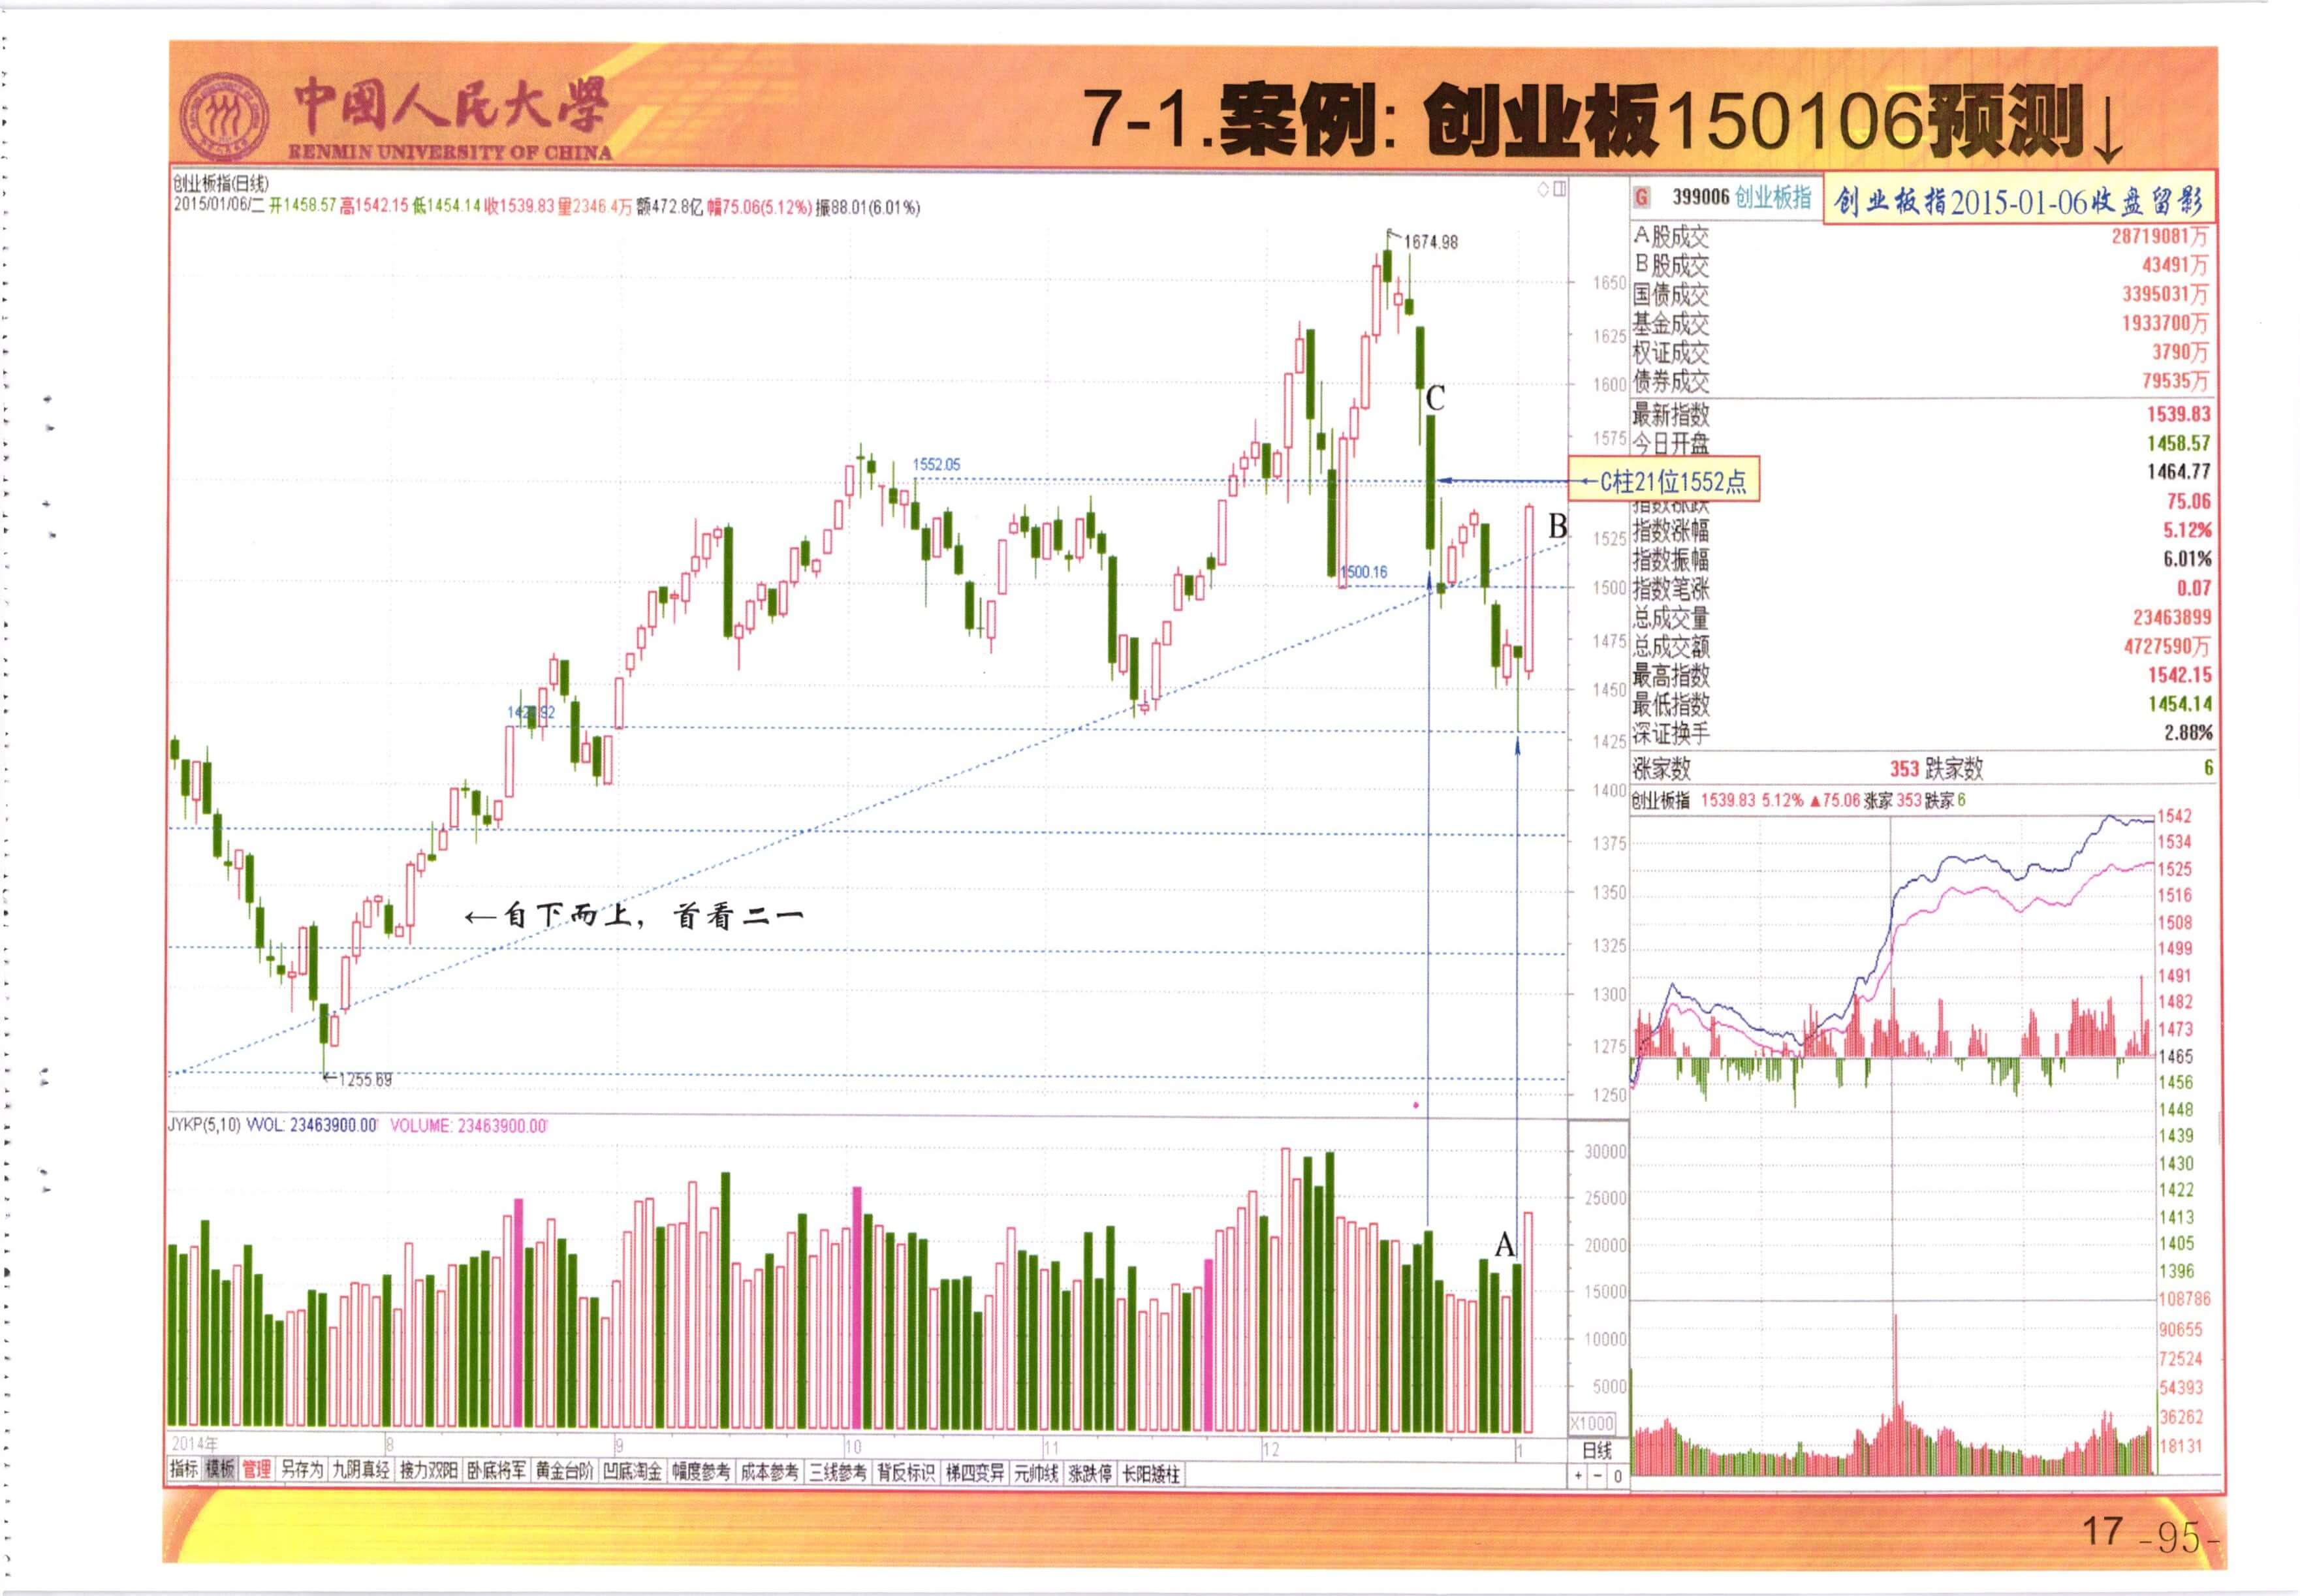 中國人民大學
RENMIN UNIVERSITY OF CHINA
7-1.案例: 创业板150106预测↓
创业板指(日线)
2015/01/06/二 开1458.57 高1542.15 低1454.14 收1539.83 量2346.4万 额472.8亿 幅75.06(5.12%) 振88.01(6.01%)
1674.98
1650
1625
1600
C
1575
1552.05
←C柱21位1552点
B
1525
1500.16
1500
1475
1450
1425
1400
1375
1350
←自下而上，首看二一
1325
1300
1275
←1255.69
1250
JYKP(5,10) VVOL: 23463900.00 VOLUME: 23463900.00
30000
25000
A
20000
15000
10000
5000
X1000
2014年 8 9 10 11 12 1 日线
指标 模板 管理 另存为 九阴真经 接力双阳 卧底将军 黄金台阶 凹底淘金 幅度参考 成本参考 三线参考 背反标识 梯四变异 元帅线 涨跌停 长阳矮柱 + - 0
G 399006 创业板指
创业板指2015-01-06收盘留影
A股成交 28719081万
B股成交 43491万
国债成交 3395031万
基金成交 1933700万
权证成交 3790万
债券成交 79535万
最新指数 1539.83
今日开盘 1458.57
1464.77
指数涨跌 75.06
指数涨幅 5.12%
指数振幅 6.01%
指数笔涨 0.07
总成交量 23463899
总成交额 4727590万
最高指数 1542.15
最低指数 1454.14
深证换手 2.88%
涨家数 353 跌家数 6
创业板指 1539.83 5.12% ▲75.06 涨家353 跌家6
1542
1534
1525
1516
1508
1499
1491
1482
1473
1465
1456
1448
1439
1430
1422
1413
1405
1396
108786
90655
72524
54393
36262
18131
17 -95-